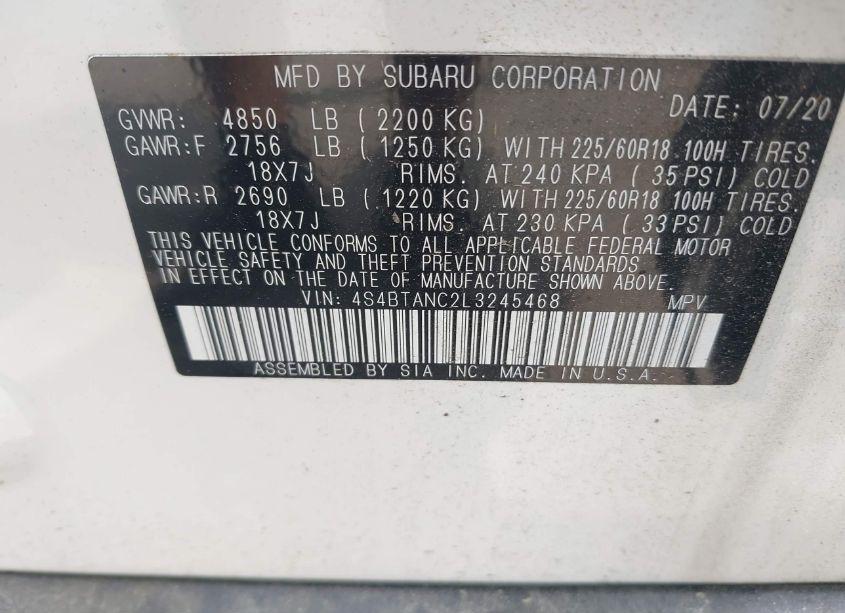 MFD BY SUBARU CORPORATION
DATE: 07/20
GVWR: 4850 LB ( 2200 KG)
GAWR:F 2756 LB ( 1250 KG) WITH 225/60R18 100H TIRES.
18X7J RIMS. AT 240 KPA ( 35 PSI) COLD
GAWR:R 2690 LB ( 1220 KG) WITH 225/60R18 100H TIRES.
18X7J RIMS. AT 230 KPA ( 33 PSI) COLD
THIS VEHICLE CONFORMS TO ALL APPLICABLE FEDERAL MOTOR
VEHICLE SAFETY AND THEFT PREVENTION STANDARDS
IN EFFECT ON THE DATE OF MANUFACTURE SHOWN ABOVE.
VIN: 4S4BTANC2L3245468 MPV
ASSEMBLED BY SIA INC. MADE IN U.S.A.